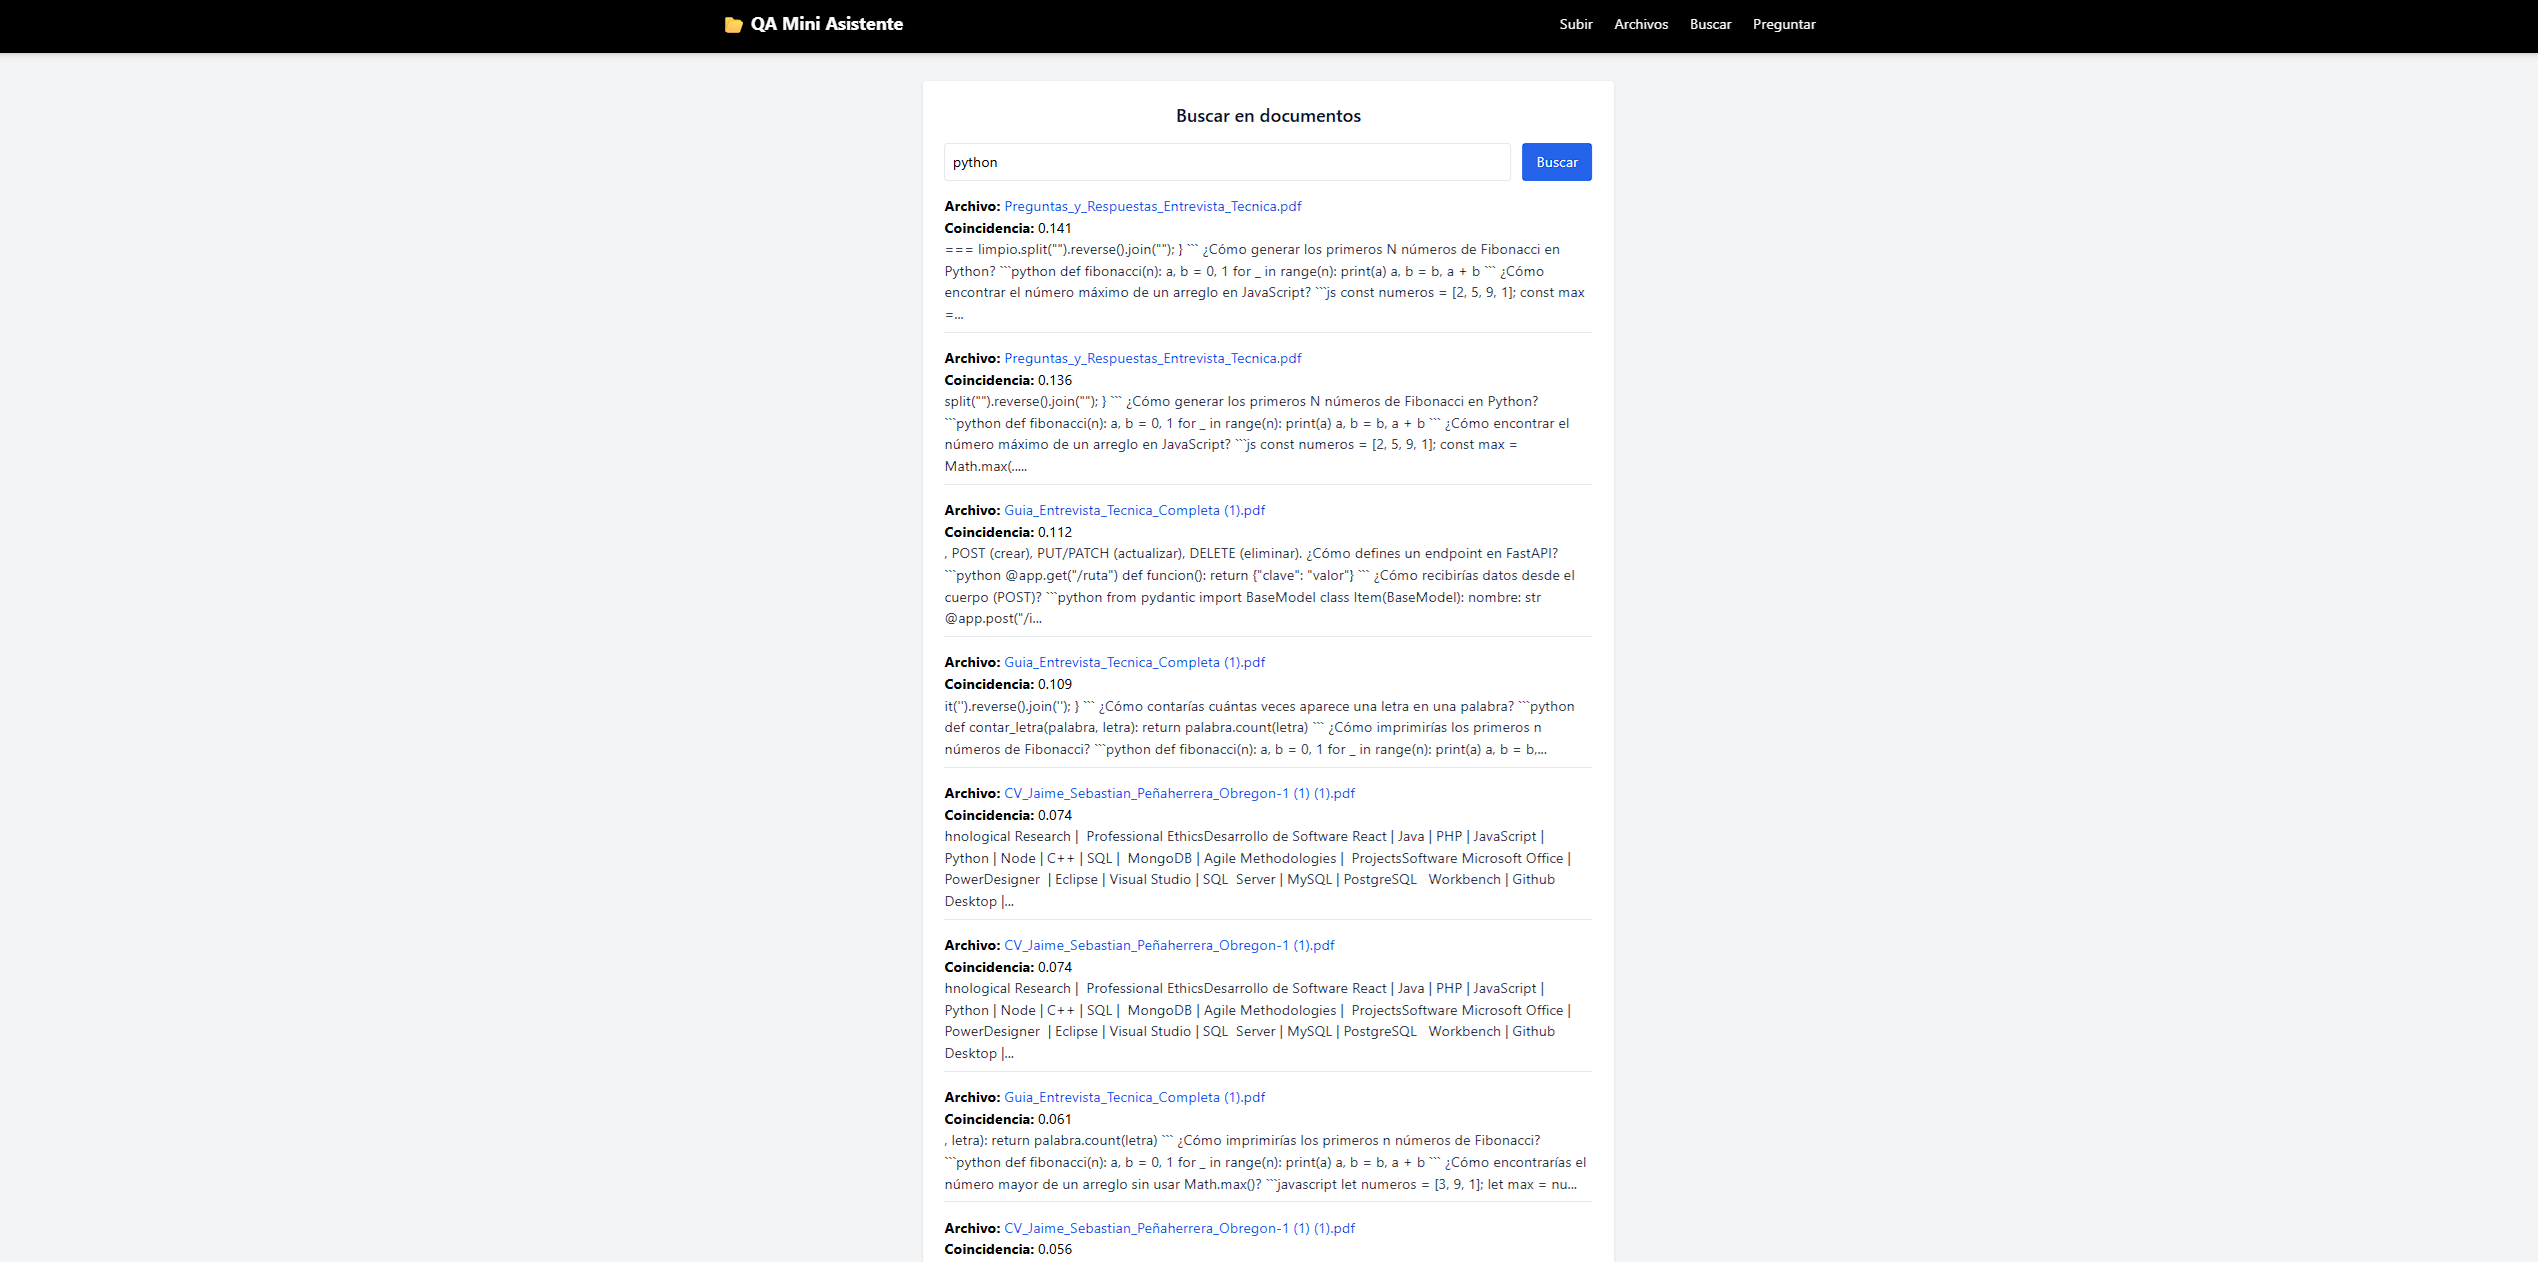 QA Mini Asistente
Subir Archivos Buscar Preguntar
Buscar en documentos
python
Buscar
Archivo: Preguntas_y_Respuestas_Entrevista_Tecnica.pdf
Coincidencia: 0.141
=== limpio.split("").reverse().join(""); } ``` ¿Cómo generar los primeros N números de Fibonacci en
Python? ```python def fibonacci(n): a, b = 0, 1 for _ in range(n): print(a) a, b = b, a + b ``` ¿Cómo
encontrar el número máximo de un arreglo en JavaScript? ```js const numeros = [2, 5, 9, 1]; const max
=...
Archivo: Preguntas_y_Respuestas_Entrevista_Tecnica.pdf
Coincidencia: 0.136
split("").reverse().join(""); } ``` ¿Cómo generar los primeros N números de Fibonacci en Python?
```python def fibonacci(n): a, b = 0, 1 for _ in range(n): print(a) a, b = b, a + b ``` ¿Cómo encontrar el
número máximo de un arreglo en JavaScript? ```js const numeros = [2, 5, 9, 1]; const max =
Math.max(.....
Archivo: Guia_Entrevista_Tecnica_Completa (1).pdf
Coincidencia: 0.112
, POST (crear), PUT/PATCH (actualizar), DELETE (eliminar). ¿Cómo defines un endpoint en FastAPI?
```python @app.get("/ruta") def funcion(): return {"clave": "valor"} ``` ¿Cómo recibirías datos desde el
cuerpo (POST)? ```python from pydantic import BaseModel class Item(BaseModel): nombre: str
@app.post("/i...
Archivo: Guia_Entrevista_Tecnica_Completa (1).pdf
Coincidencia: 0.109
it('').reverse().join(''); } ``` ¿Cómo contarías cuántas veces aparece una letra en una palabra? ```python
def contar_letra(palabra, letra): return palabra.count(letra) ``` ¿Cómo imprimirías los primeros n
números de Fibonacci? ```python def fibonacci(n): a, b = 0, 1 for _ in range(n): print(a) a, b = b,...
Archivo: CV_Jaime_Sebastian_Peñaherrera_Obregon-1 (1) (1).pdf
Coincidencia: 0.074
hnological Research | Professional EthicsDesarrollo de Software React | Java | PHP | JavaScript |
Python | Node | C++ | SQL | MongoDB | Agile Methodologies | ProjectsSoftware Microsoft Office |
PowerDesigner | Eclipse | Visual Studio | SQL Server | MySQL | PostgreSQL Workbench | Github
Desktop |...
Archivo: CV_Jaime_Sebastian_Peñaherrera_Obregon-1 (1).pdf
Coincidencia: 0.074
hnological Research | Professional EthicsDesarrollo de Software React | Java | PHP | JavaScript |
Python | Node | C++ | SQL | MongoDB | Agile Methodologies | ProjectsSoftware Microsoft Office |
PowerDesigner | Eclipse | Visual Studio | SQL Server | MySQL | PostgreSQL Workbench | Github
Desktop |...
Archivo: Guia_Entrevista_Tecnica_Completa (1).pdf
Coincidencia: 0.061
, letra): return palabra.count(letra) ``` ¿Cómo imprimirías los primeros n números de Fibonacci?
```python def fibonacci(n): a, b = 0, 1 for _ in range(n): print(a) a, b = b, a + b ``` ¿Cómo encontrarías el
número mayor de un arreglo sin usar Math.max()? ```javascript let numeros = [3, 9, 1]; let max = nu...
Archivo: CV_Jaime_Sebastian_Peñaherrera_Obregon-1 (1) (1).pdf
Coincidencia: 0.056